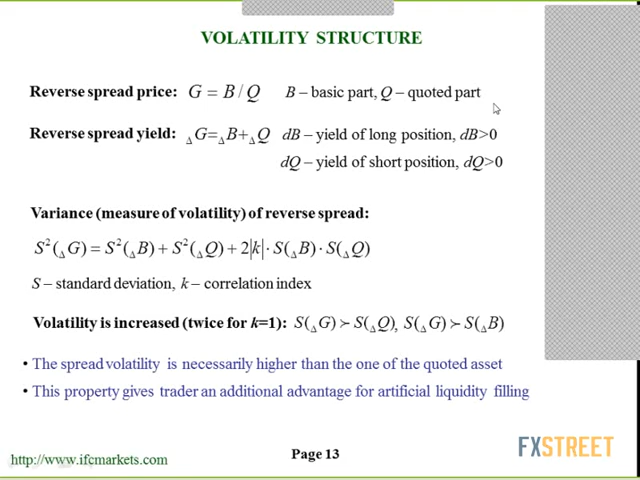 VOLATILITY STRUCTURE
Reverse spread price: G = B / Q B – basic part, Q – quoted part
Reverse spread yield: ΔG=ΔB+ΔQ dB – yield of long position, dB>0
dQ – yield of short position, dQ>0
Variance (measure of volatility) of reverse spread:
S²(ΔG) = S²(ΔB) + S²(ΔQ) + 2|k| · S(ΔB) · S(ΔQ)
S – standard deviation, k – correlation index
Volatility is increased (twice for k=1): S(ΔG) ≻ S(ΔQ), S(ΔG) ≻ S(ΔB)
• The spread volatility is necessarily higher than the one of the quoted asset
• This property gives trader an additional advantage for artificial liquidity filling
FXSTREET
http://www.ifcmarkets.com
Page 13